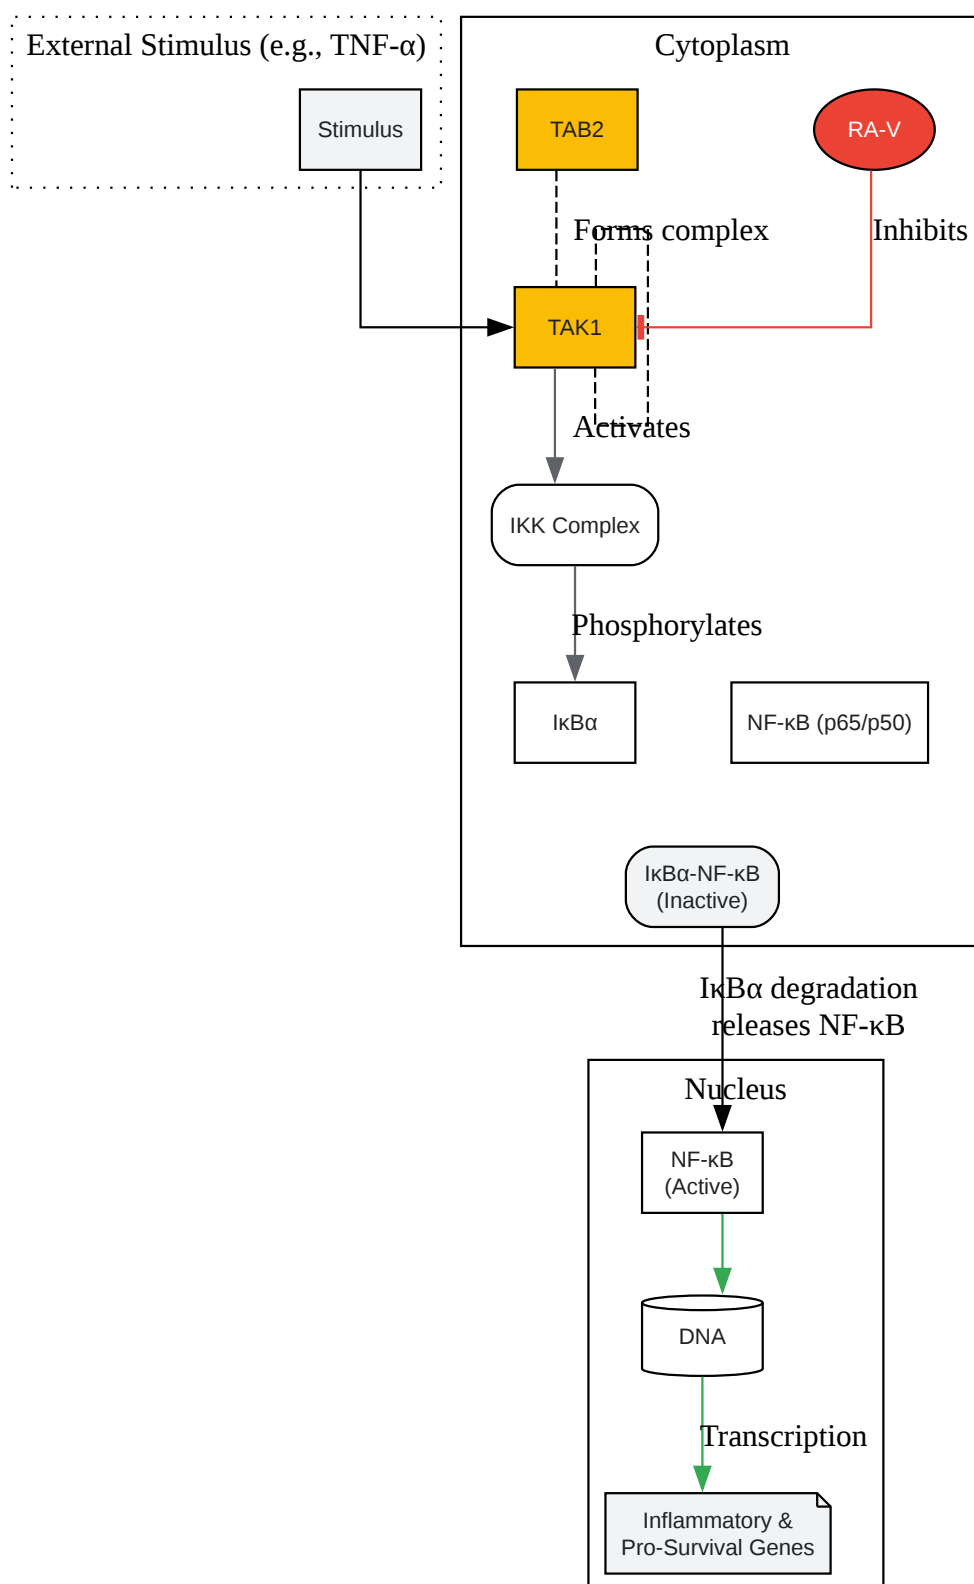 External Stimulus (e.g., TNF-α)
Cytoplasm
Stimulus
TAB2
RA-V
Forms complex
Inhibits
TAK1
Activates
IKK Complex
Phosphorylates
IκBα
NF-κB (p65/p50)
IκBα-NF-κB
(Inactive)
IκBα degradation
releases NF-κB
Nucleus
NF-κB
(Active)
DNA
Transcription
Inflammatory &
Pro-Survival Genes